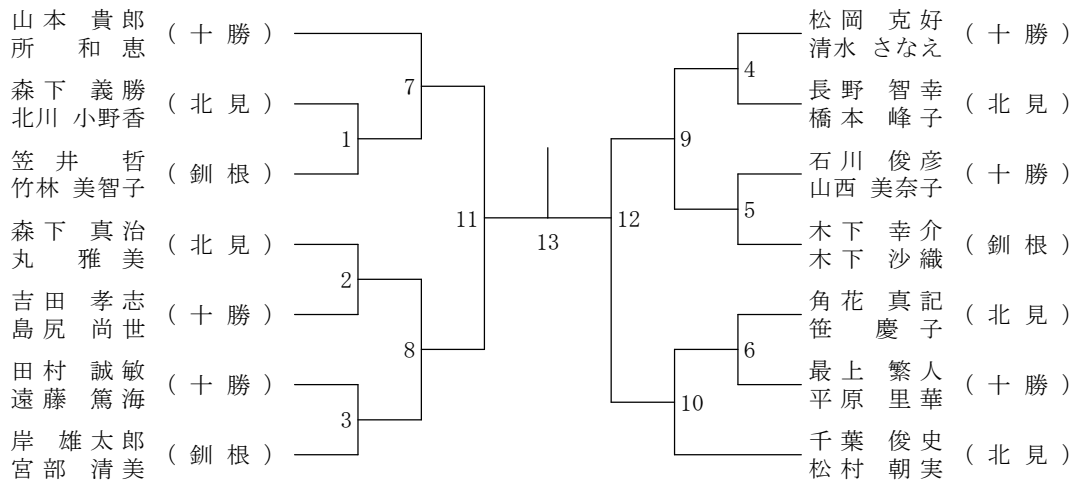 山本 貴郎
所 和恵
(十勝)
森下 義勝
北川 小野香
(北見)
笠井 哲
竹林 美智子
(釧根)
森下 真治
丸 雅美
(北見)
吉田 孝志
島尻 尚世
(十勝)
田村 誠敏
遠藤 篤海
(十勝)
岸 雄太郎
宮部 清美
(釧根)
1
2
3
7
8
11
13
12
9
10
4
5
6
松岡 克好
清水 さなえ
(十勝)
長野 智幸
橋本 峰子
(北見)
石川 俊彦
山西 美奈子
(十勝)
木下 幸介
木下 沙織
(釧根)
角花 真記
笹 慶子
(北見)
最上 繁人
平原 里華
(十勝)
千葉 俊史
松村 朝実
(北見)